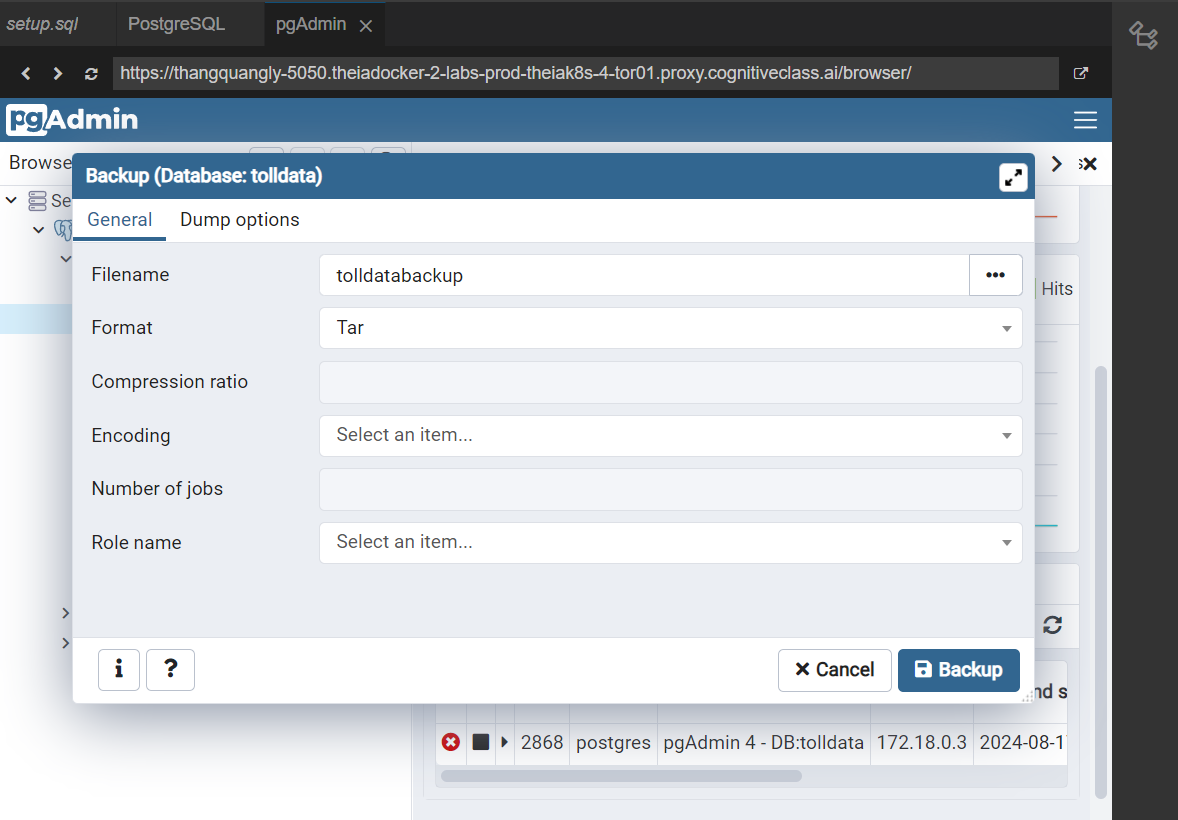 setup.sql PostgreSQL pgAdmin
https://thangquangly-5050.theiadocker-2-labs-prod-theiak8s-4-tor01.proxy.cognitiveclass.ai/browser/
pgAdmin
Browse
Backup (Database: tolldata)
Se
General Dump options
Filename tolldatabackup
Hits
Format Tar
Compression ratio
Encoding Select an item...
Number of jobs
Role name Select an item...
i ? Cancel Backup
nd s
2868 postgres pgAdmin 4 - DB:tolldata 172.18.0.3 2024-08-1